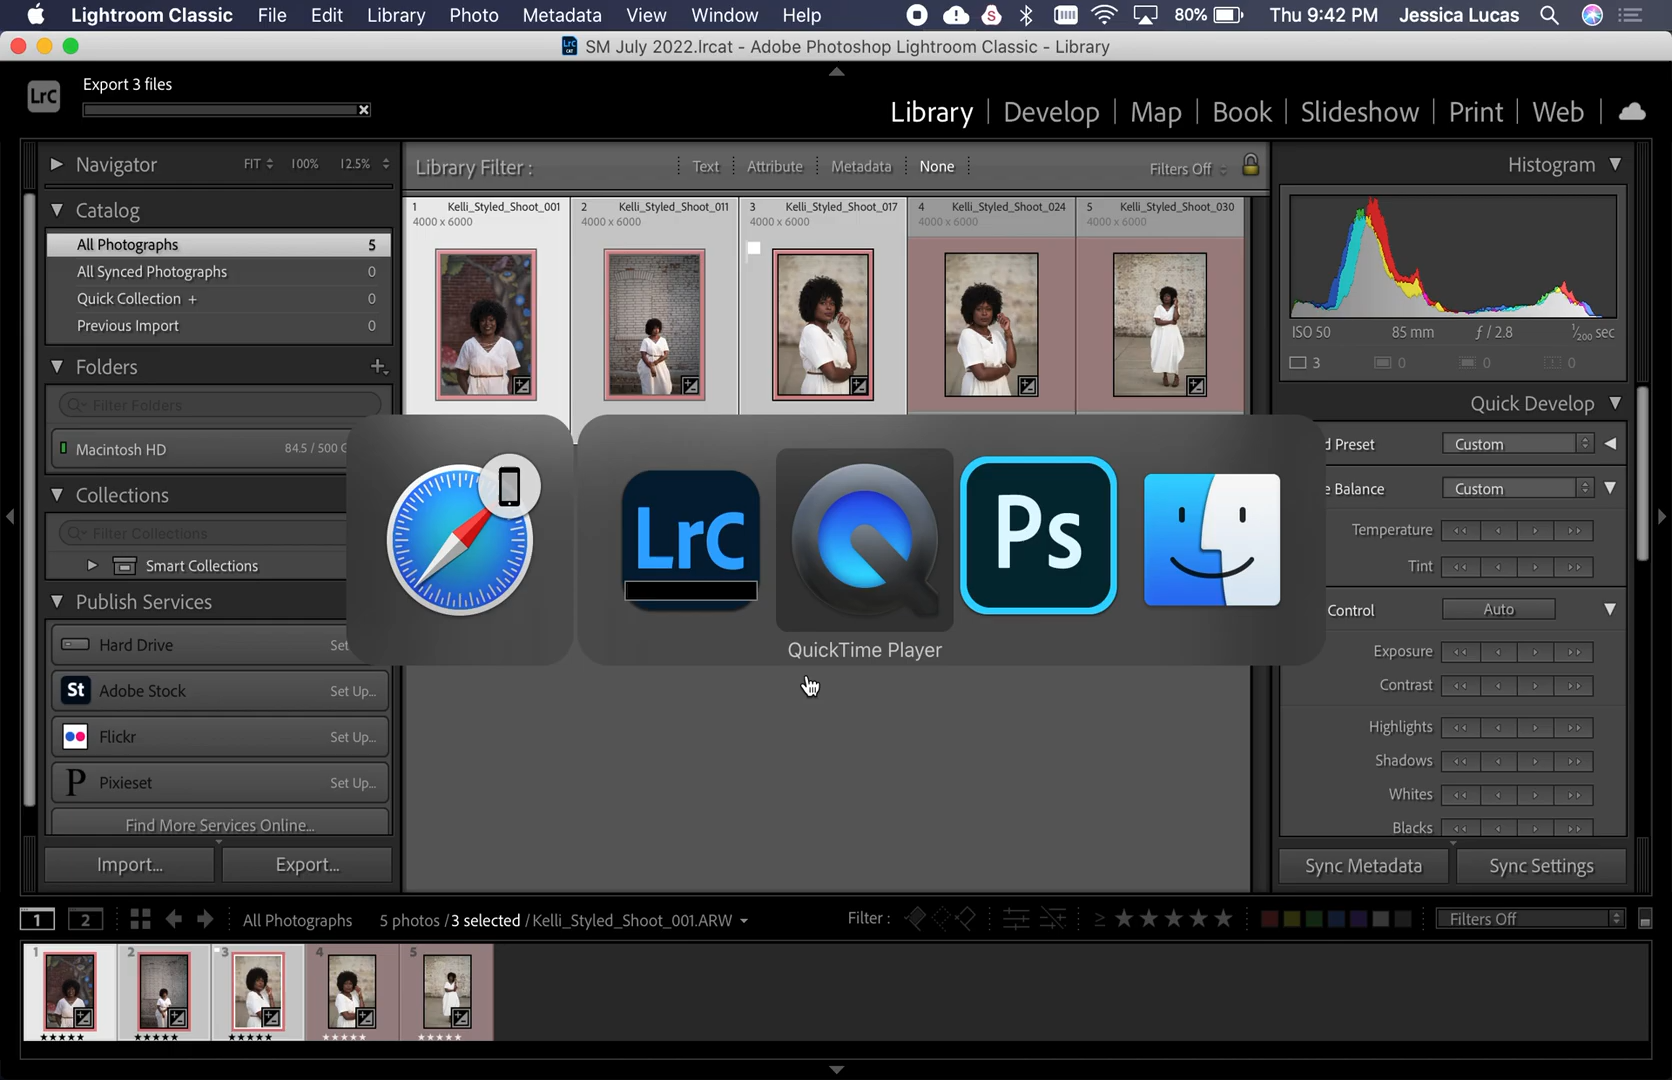 Lightroom Classic File Edit Library Photo Metadata View Window Help 80% Thu 9:42 PM Jessica Lucas
SM July 2022.lrcat - Adobe Photoshop Lightroom Classic - Library
LrC Export 3 files
Library Develop Map Book Slideshow Print Web
Navigator FIT 100% 12.5%
Library Filter : Text Attribute Metadata None Filters Off
Histogram
Catalog
1 Kelli_Styled_Shoot_001 2 Kelli_Styled_Shoot_011 3 Kelli_Styled_Shoot_017 4 Kelli_Styled_Shoot_024 5 Kelli_Styled_Shoot_030
4000 x 6000 4000 x 6000 4000 x 6000 4000 x 6000 4000 x 6000
All Photographs 5
All Synced Photographs 0
Quick Collection + 0
Previous Import 0
ISO 50 85 mm ƒ / 2.8 1/200 sec
3 0 0 0
Folders
Filter Folders
Macintosh HD 84.5 / 500 G
Quick Develop
d Preset Custom
e Balance Custom
Temperature
Tint
Control Auto
Exposure
Contrast
Highlights
Shadows
Whites
Blacks
Collections
Filter Collections
Smart Collections
LrC Ps
QuickTime Player
Publish Services
Hard Drive Set
St Adobe Stock Set Up...
Flickr Set Up...
P Pixieset Set Up...
Find More Services Online...
Import... Export...
Sync Metadata Sync Settings
1 2 All Photographs 5 photos / 3 selected / Kelli_Styled_Shoot_001.ARW Filter : ≥ ★★★★★ Filters Off
1 2 3 4 5